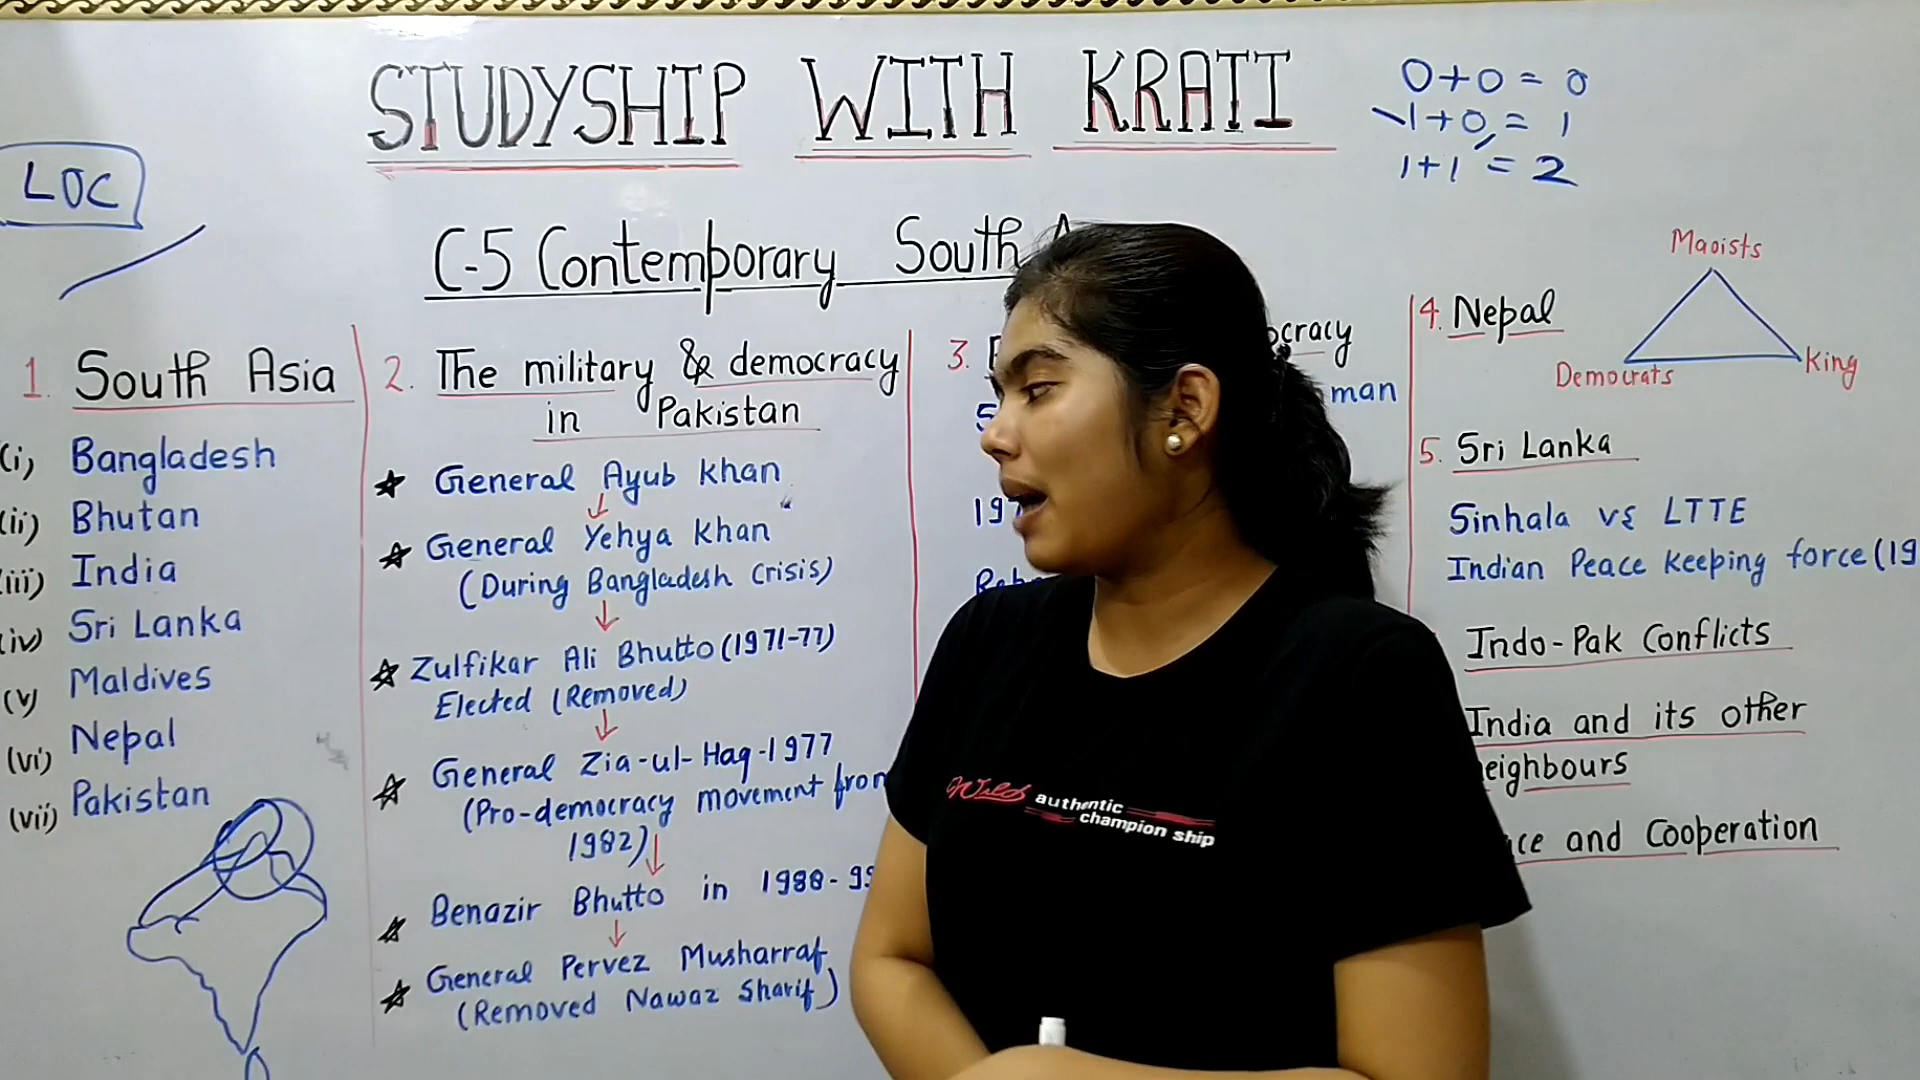 STUDYSHIP WITH KRATI
0+0 = 0
1+0 = 1
1+1 = 2
LOC
C-5 Contemporary South
1. South Asia
(i) Bangladesh
(ii) Bhutan
(iii) India
(iv) Sri Lanka
(v) Maldives
(vi) Nepal
(vii) Pakistan
2. The military & democracy
in Pakistan
General Ayub Khan
General Yehya Khan
(During Bangladesh Crisis)
Zulfikar Ali Bhutto (1971-77)
Elected (Removed)
General Zia-ul-Haq-1977
(Pro-democracy movement from
1982)
Benazir Bhutto in 1988-
General Pervez Musharraf
(Removed Nawaz Sharif)
3.
ocracy
man
4. Nepal
Maoists
Democrats
King
5. Sri Lanka
Sinhala vs LTTE
Indian Peace Keeping force (19
Indo-Pak Conflicts
India and its other
eighbours
ce and Cooperation
Wild
authentic
champion ship